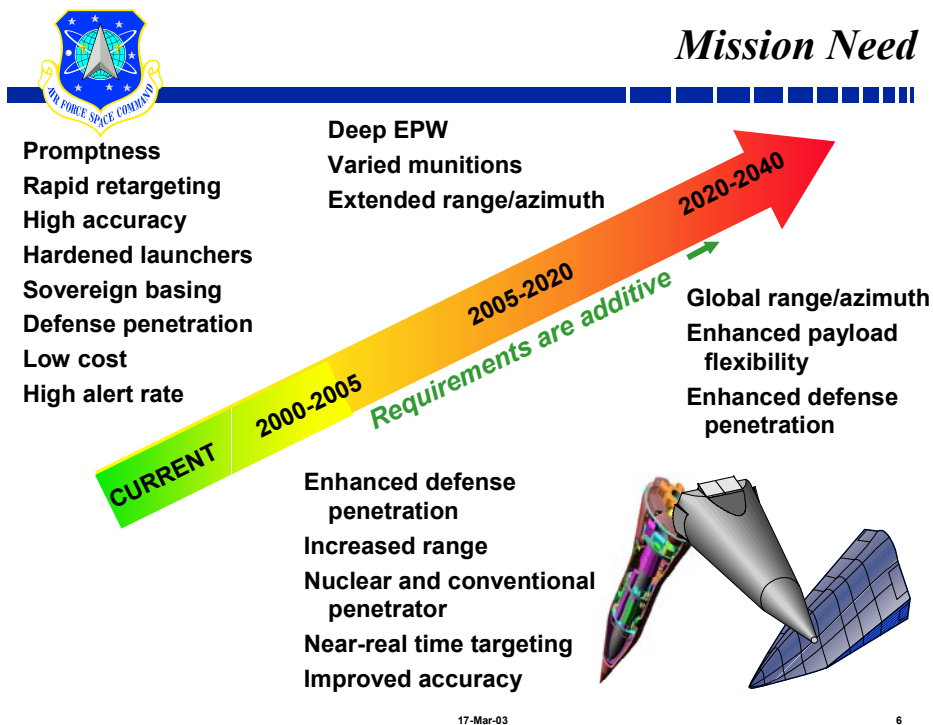 Mission Need
AIR FORCE SPACE COMMAND
Promptness
Rapid retargeting
High accuracy
Hardened launchers
Sovereign basing
Defense penetration
Low cost
High alert rate
Deep EPW
Varied munitions
Extended range/azimuth
CURRENT
2000-2005
2005-2020
2020-2040
Requirements are additive
Global range/azimuth
Enhanced payload
flexibility
Enhanced defense
penetration
Enhanced defense
penetration
Increased range
Nuclear and conventional
penetrator
Near-real time targeting
Improved accuracy
17-Mar-03
6